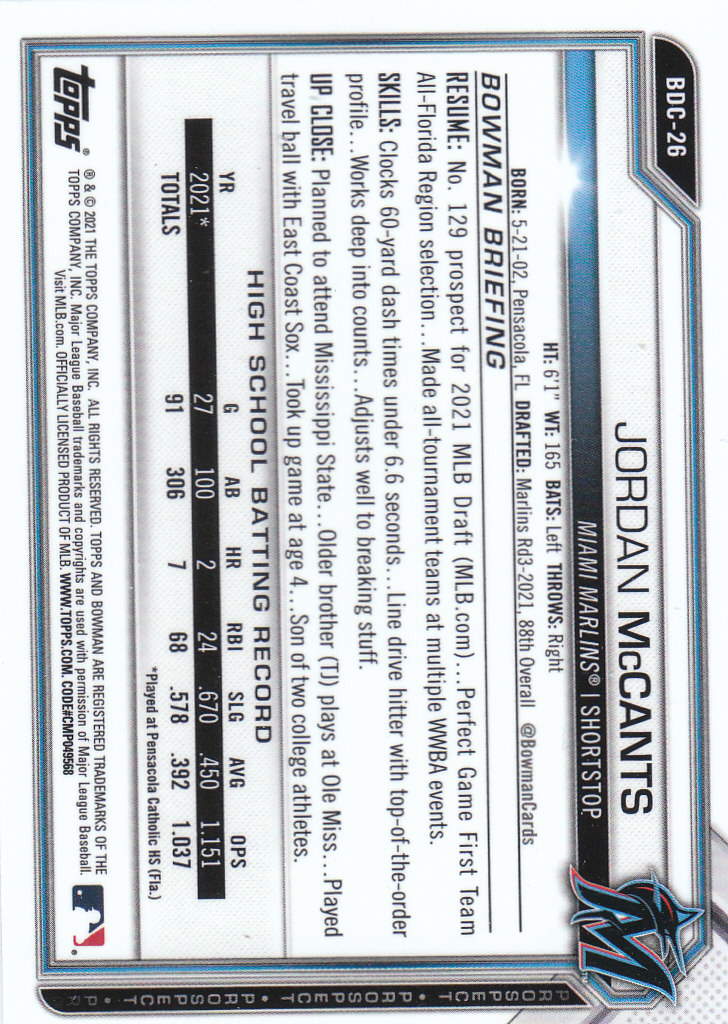 BDC-26
JORDAN McCANTS
MIAMI MARLINS® | SHORTSTOP
HT: 6'1" WT: 165 BATS: Left THROWS: Right
BORN: 5-21-02, Pensacola, FL DRAFTED: Marlins Rd3-2021, 88th Overall @BowmanCards
BOWMAN BRIEFING
RESUME: No. 129 prospect for 2021 MLB Draft (MLB.com)...Perfect Game First Team
All-Florida Region selection...Made all-tournament teams at multiple WWBA events.
SKILLS: Clocks 60-yard dash times under 6.6 seconds...Line drive hitter with top-of-the-order
profile...Works deep into counts...Adjusts well to breaking stuff.
UP CLOSE: Planned to attend Mississippi State...Older brother (TJ) plays at Ole Miss...Played
travel ball with East Coast Sox...Took up game at age 4...Son of two college athletes.
HIGH SCHOOL BATTING RECORD
YR G AB HR RBI SLG AVG OPS
2021* 27 100 2 24 .670 .450 1.151
TOTALS 91 306 7 68 .578 .392 1.037
*Played at Pensacola Catholic HS (Fla.)
topps®
® & © 2021 THE TOPPS COMPANY, INC. ALL RIGHTS RESERVED. TOPPS AND BOWMAN ARE REGISTERED TRADEMARKS OF THE
TOPPS COMPANY, INC. Major League Baseball trademarks and copyrights are used with permission of Major League Baseball.
Visit MLB.com. OFFICIALLY LICENSED PRODUCT OF MLB. WWW.TOPPS.COM. CODE#CMP049568
PROSPECT • PROSPECT • PROSPECT • PR